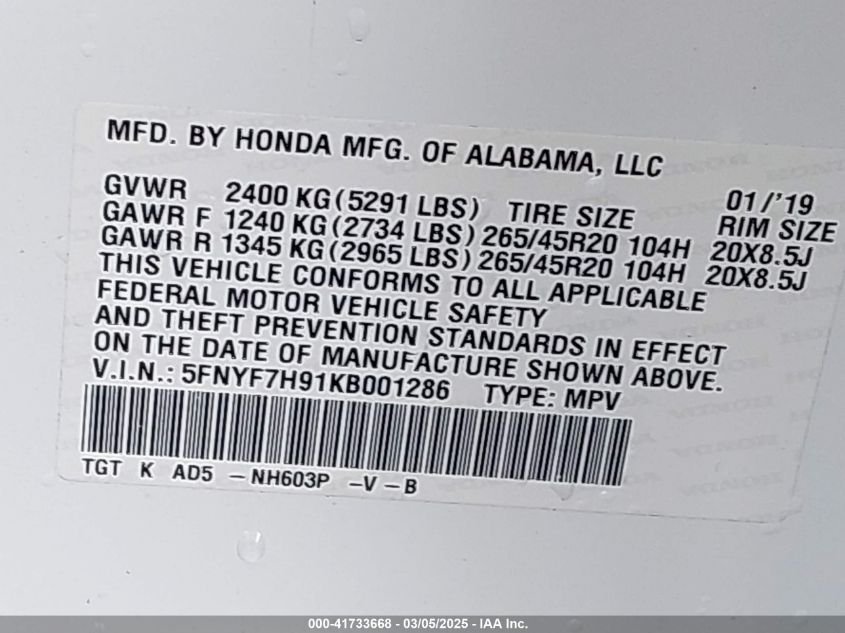 MFD. BY HONDA MFG. OF ALABAMA, LLC
01/'19
GVWR 2400 KG(5291 LBS) TIRE SIZE RIM SIZE
GAWR F 1240 KG(2734 LBS) 265/45R20 104H 20X8.5J
GAWR R 1345 KG(2965 LBS) 265/45R20 104H 20X8.5J
THIS VEHICLE CONFORMS TO ALL APPLICABLE
FEDERAL MOTOR VEHICLE SAFETY
AND THEFT PREVENTION STANDARDS IN EFFECT
ON THE DATE OF MANUFACTURE SHOWN ABOVE.
V.I.N.: 5FNYF7H91KB001286 TYPE: MPV
TGT K AD5 -NH603P -V-B
000-41733668 | 03/05/2025 - IAA Inc.